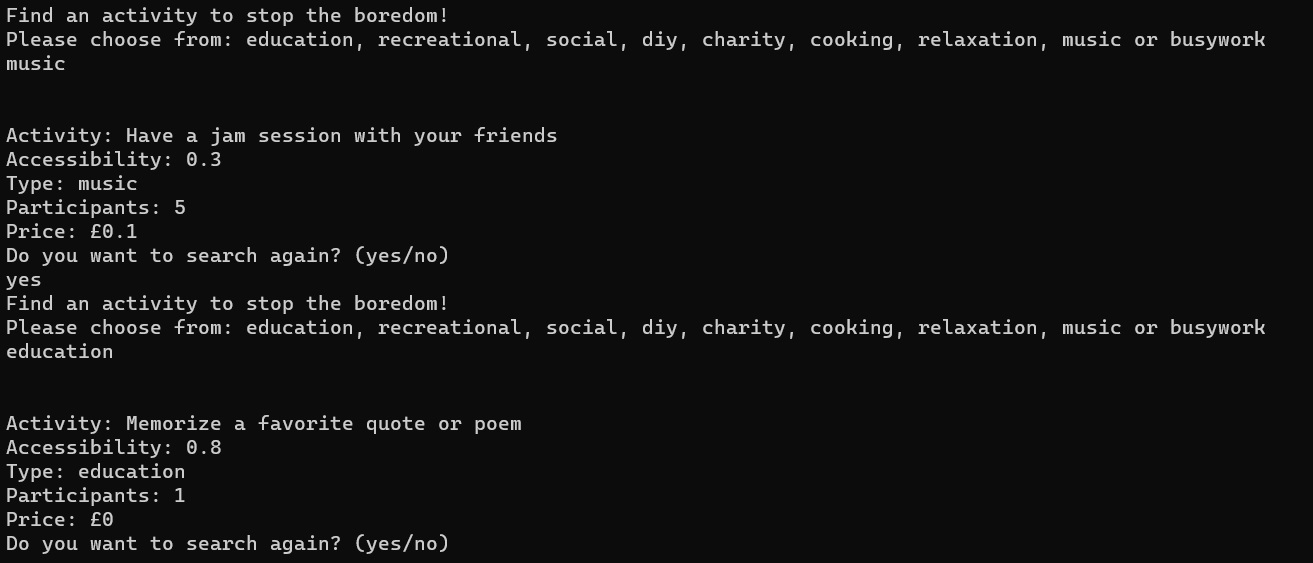 Find an activity to stop the boredom!
Please choose from: education, recreational, social, diy, charity, cooking, relaxation, music or busywork
music
Activity: Have a jam session with your friends
Accessibility: 0.3
Type: music
Participants: 5
Price: £0.1
Do you want to search again? (yes/no)
yes
Find an activity to stop the boredom!
Please choose from: education, recreational, social, diy, charity, cooking, relaxation, music or busywork
education
Activity: Memorize a favorite quote or poem
Accessibility: 0.8
Type: education
Participants: 1
Price: £0
Do you want to search again? (yes/no)